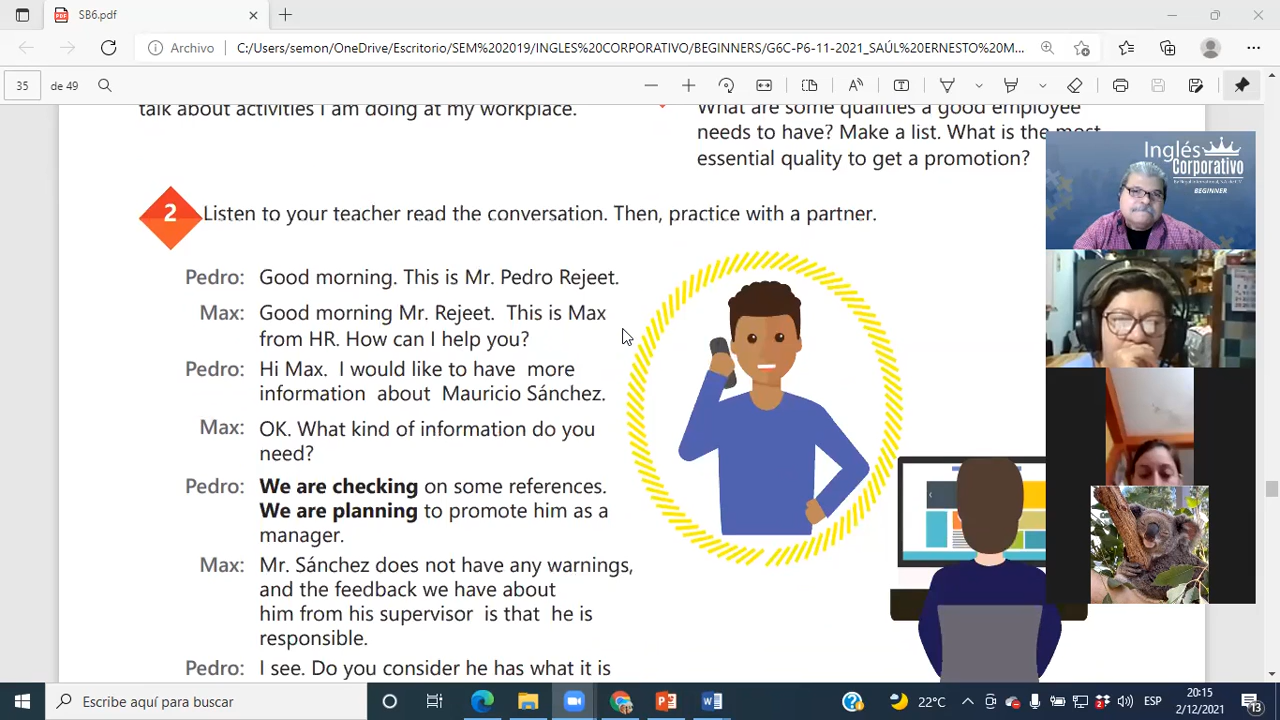 SB6.pdf
Archivo
C:/Users/semon/OneDrive/Escritorio/SEM%202019/INGLES%20CORPORATIVO/BEGINNERS/G6C-P6-11-2021_SAÚL%20ERNESTO%20M...
35 de 49
talk about activities I am doing at my workplace.
What are some qualities a good employee
needs to have? Make a list. What is the most
essential quality to get a promotion?
2 Listen to your teacher read the conversation. Then, practice with a partner.
Pedro: Good morning. This is Mr. Pedro Rejeet.
Max: Good morning Mr. Rejeet. This is Max
from HR. How can I help you?
Pedro: Hi Max. I would like to have more
information about Mauricio Sánchez.
Max: OK. What kind of information do you
need?
Pedro: We are checking on some references.
We are planning to promote him as a
manager.
Max: Mr. Sánchez does not have any warnings,
and the feedback we have about
him from his supervisor is that he is
responsible.
Pedro: I see. Do you consider he has what it is
Inglés
Corporativo
BEGINNER
Escribe aquí para buscar
22°C
ESP
20:15
2/12/2021
13